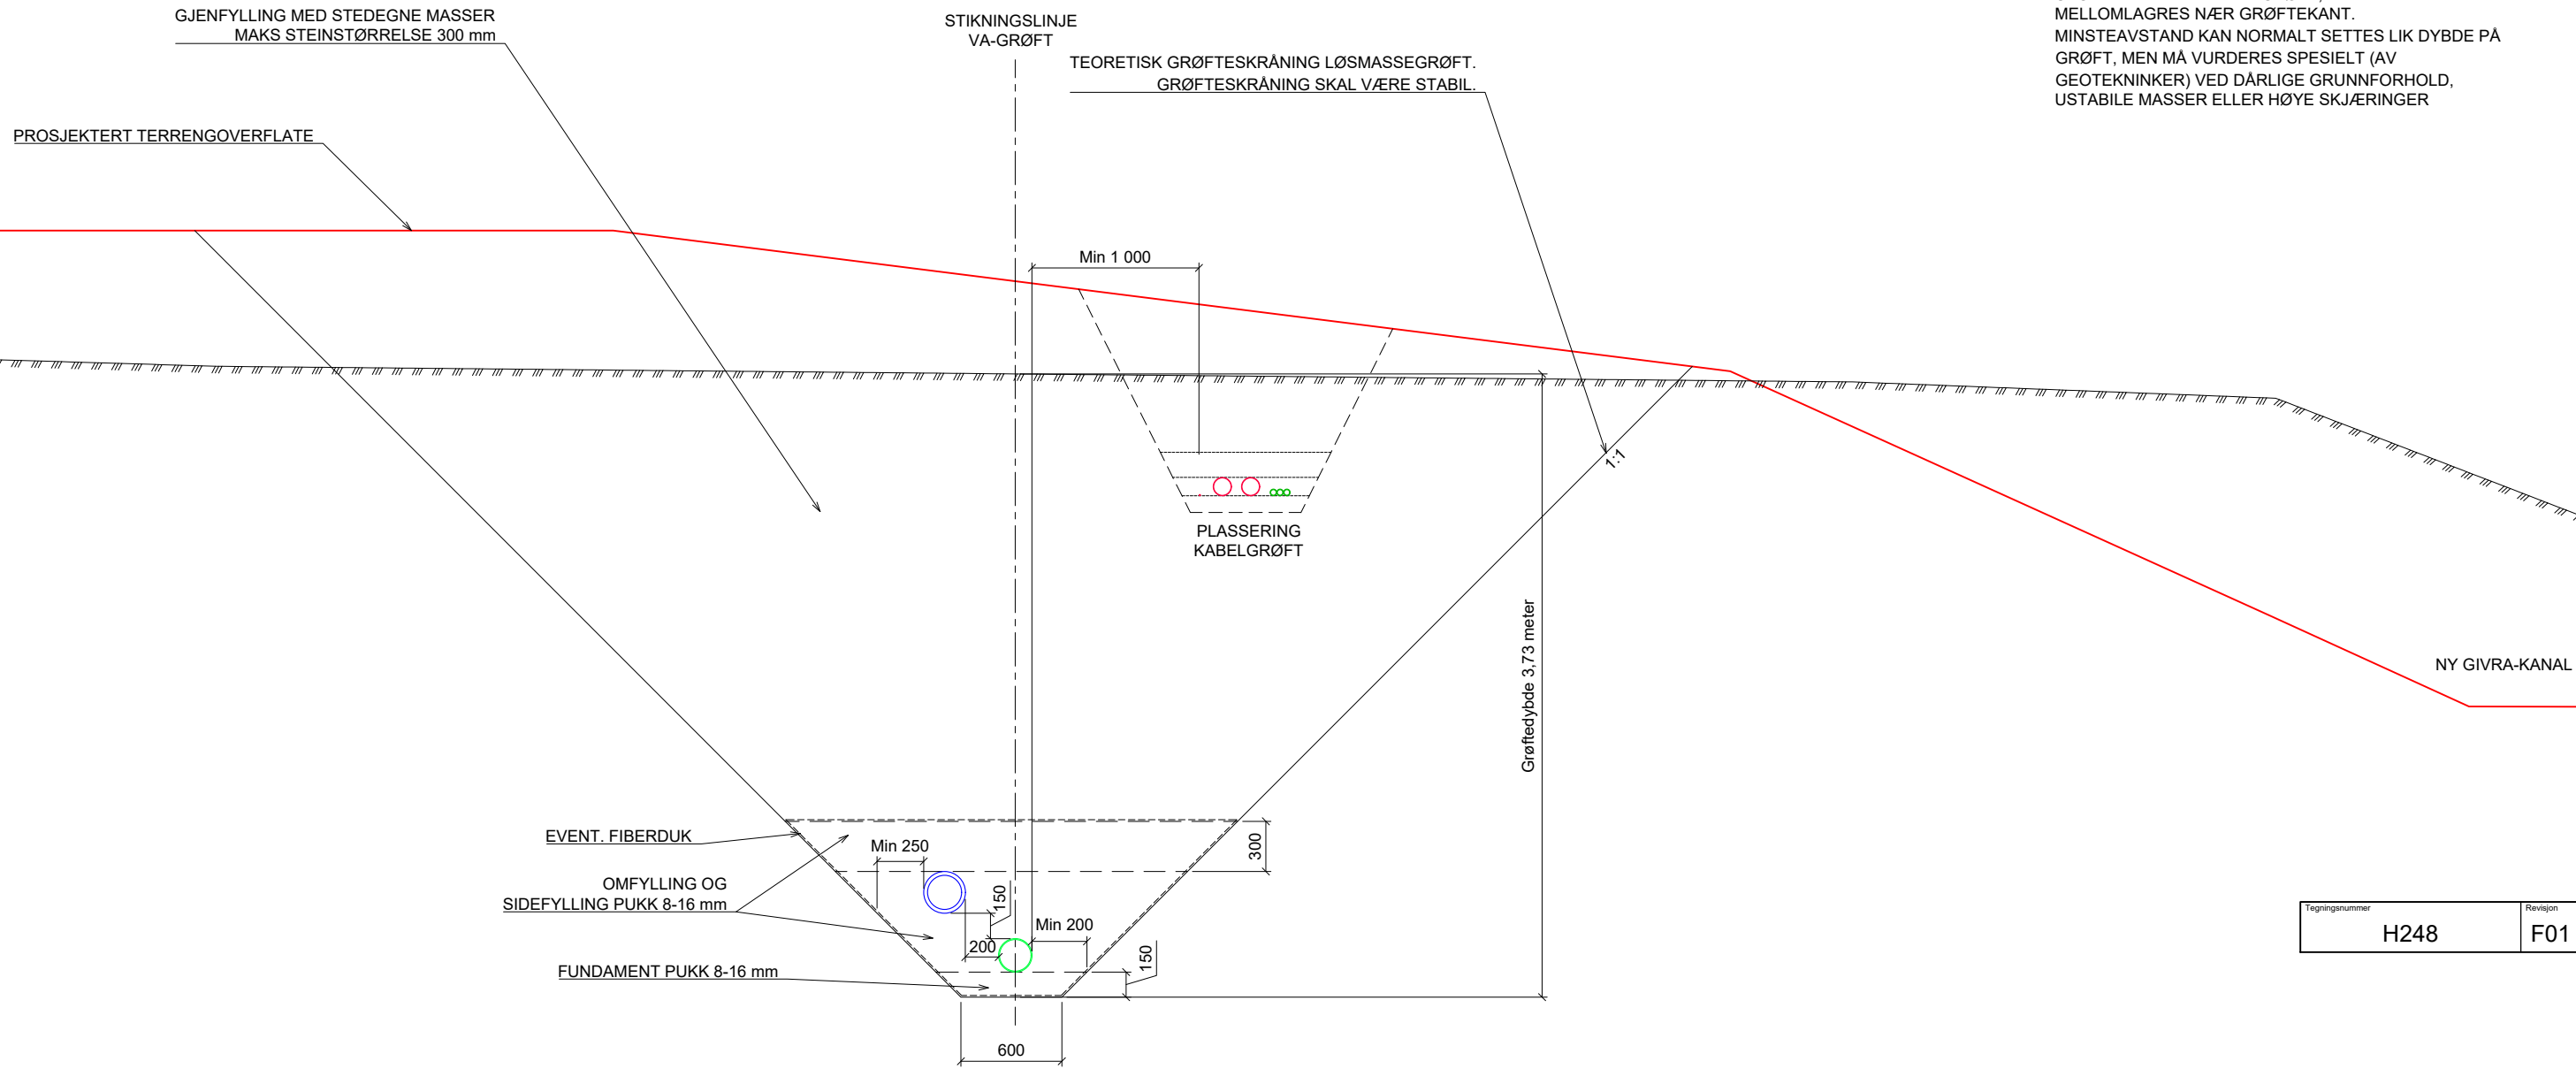 GJENFYLLING MED STEDEGNE MASSER
MAKS STEINSTØRRELSE 300 mm
STIKNINGSLINJE
VA-GRØFT
TEORETISK GRØFTESKRÅNING LØSMASSEGRØFT.
GRØFTESKRÅNING SKAL VÆRE STABIL.
MELLOMLAGRES NÆR GRØFTEKANT.
MINSTEAVSTAND KAN NORMALT SETTES LIK DYBDE PÅ
GRØFT, MEN MÅ VURDERES SPESIELT (AV
GEOTEKNINKER) VED DÅRLIGE GRUNNFORHOLD,
USTABILE MASSER ELLER HØYE SKJÆRINGER
PROSJEKTERT TERRENGOVERFLATE
Min 1 000
1:1
PLASSERING
KABELGRØFT
Grøftedybde 3,73 meter
NY GIVRA-KANAL
EVENT. FIBERDUK
Min 250
300
OMFYLLING OG
SIDEFYLLING PUKK 8-16 mm
150
Min 200
200
150
FUNDAMENT PUKK 8-16 mm
600
Tegningsnummer
H248
Revisjon
F01